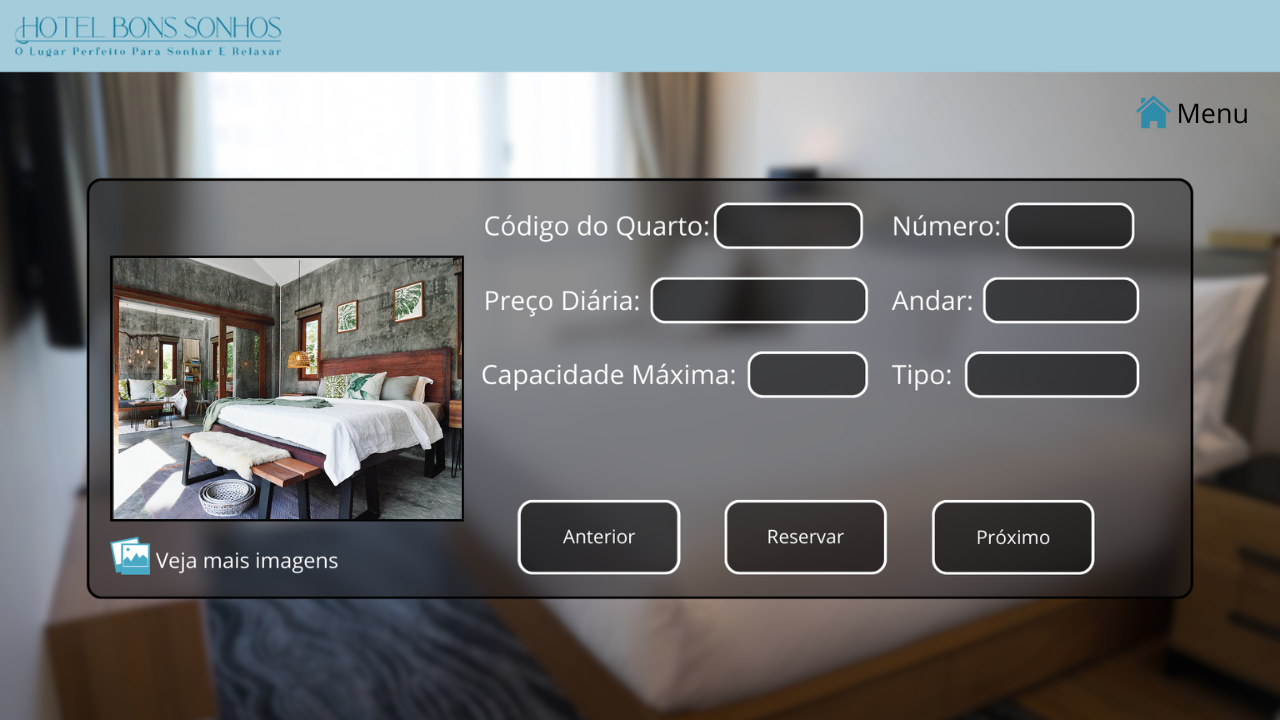 HOTEL BONS SONHOS
O Lugar Perfeito Para Sonhar E Relaxar
Menu
Código do Quarto:
Número:
Preço Diária:
Andar:
Capacidade Máxima:
Tipo:
Anterior
Reservar
Próximo
Veja mais imagens